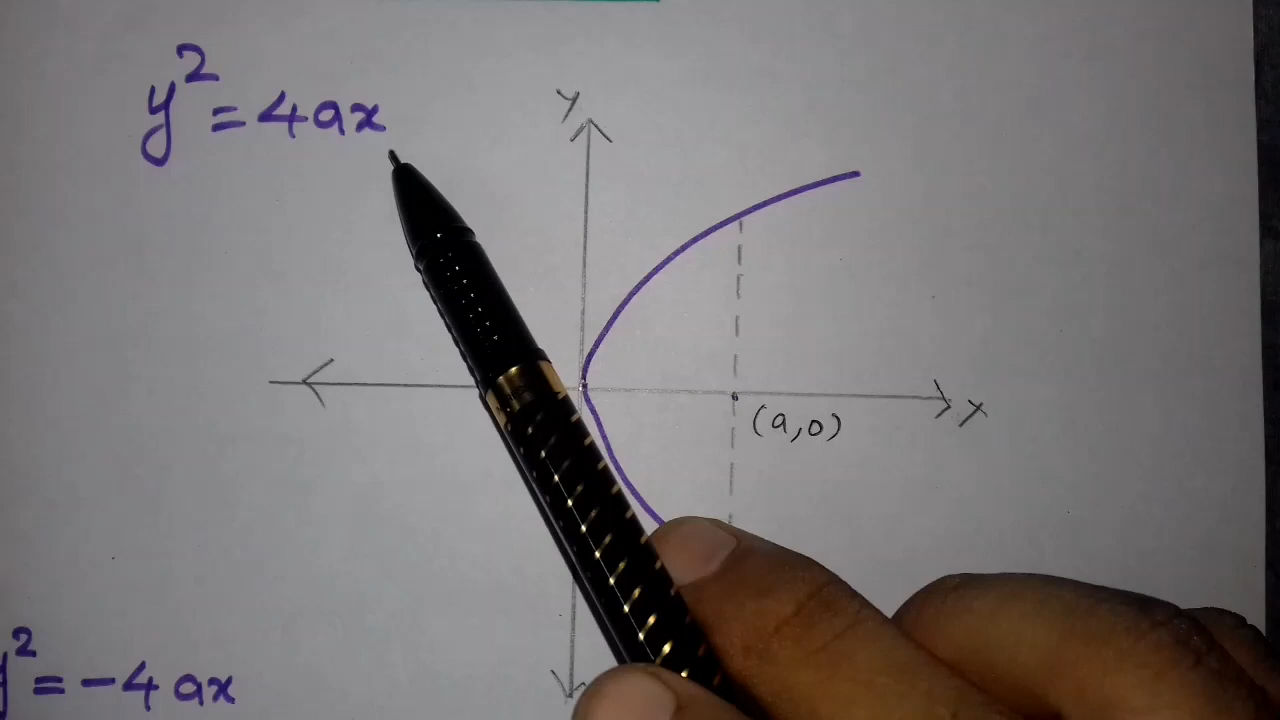 y² = 4ax
y
x
(a,0)
y² = -4ax